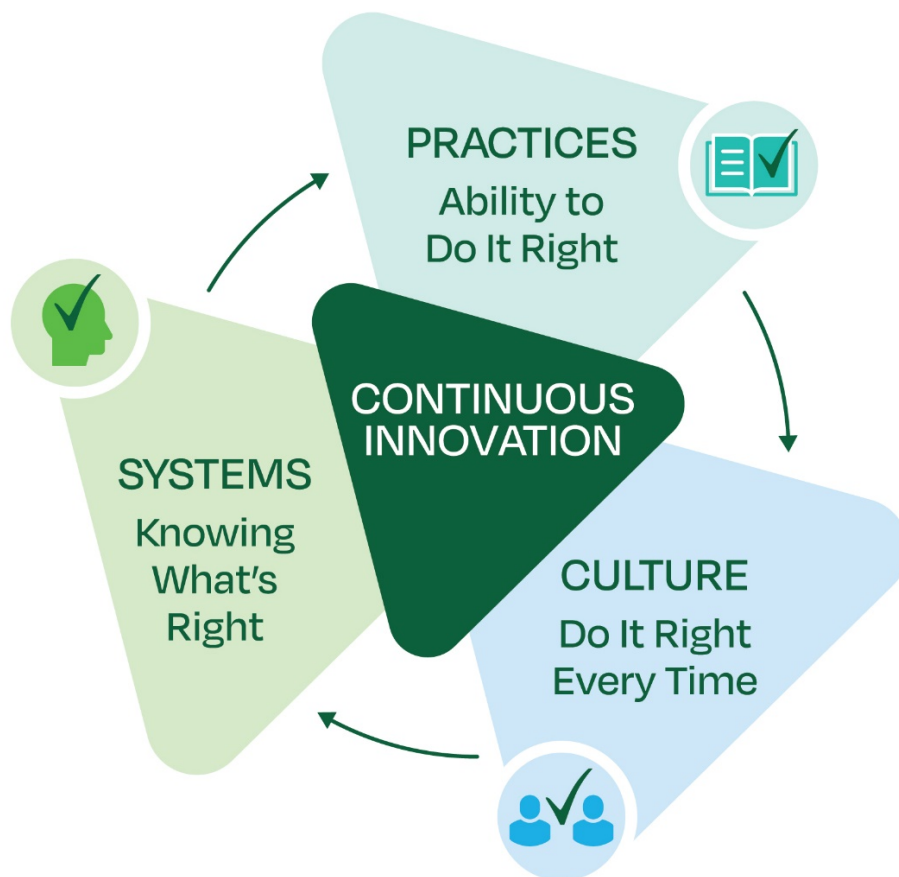 PRACTICES
Ability to
Do It Right
CONTINUOUS
INNOVATION
SYSTEMS
Knowing
What's
Right
CULTURE
Do It Right
Every Time